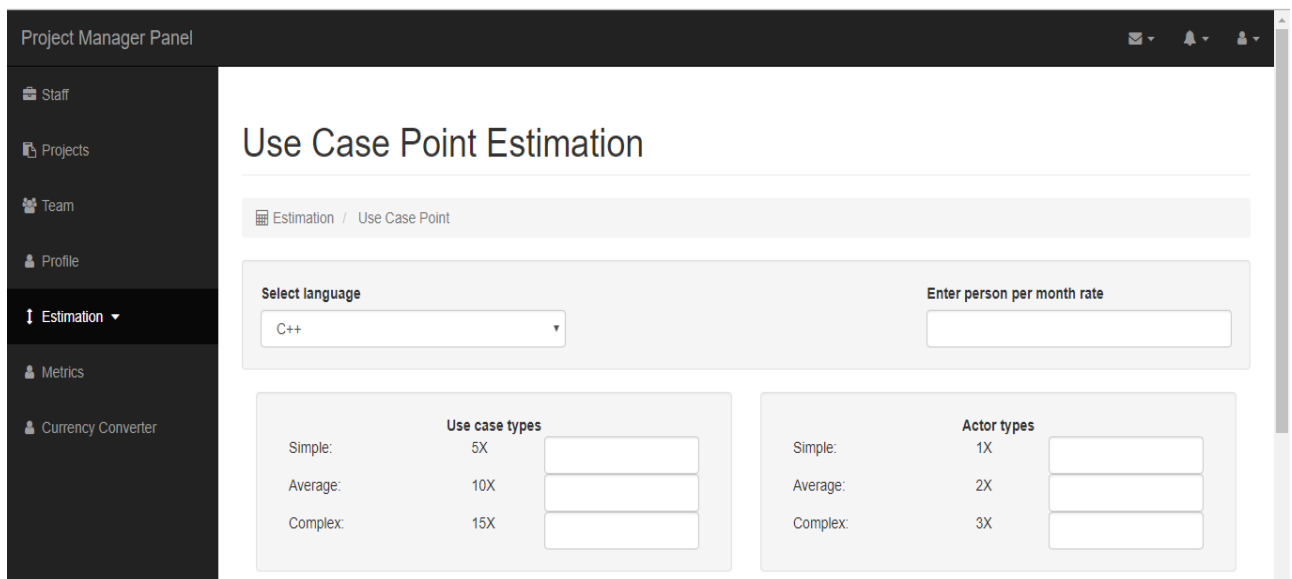 Project Manager Panel
Staff
Projects
Team
Profile
Estimation
Metrics
Currency Converter
Use Case Point Estimation
Estimation / Use Case Point
Select language
C++
Enter person per month rate
Use case types
Simple: 5X
Average: 10X
Complex: 15X
Actor types
Simple: 1X
Average: 2X
Complex: 3X